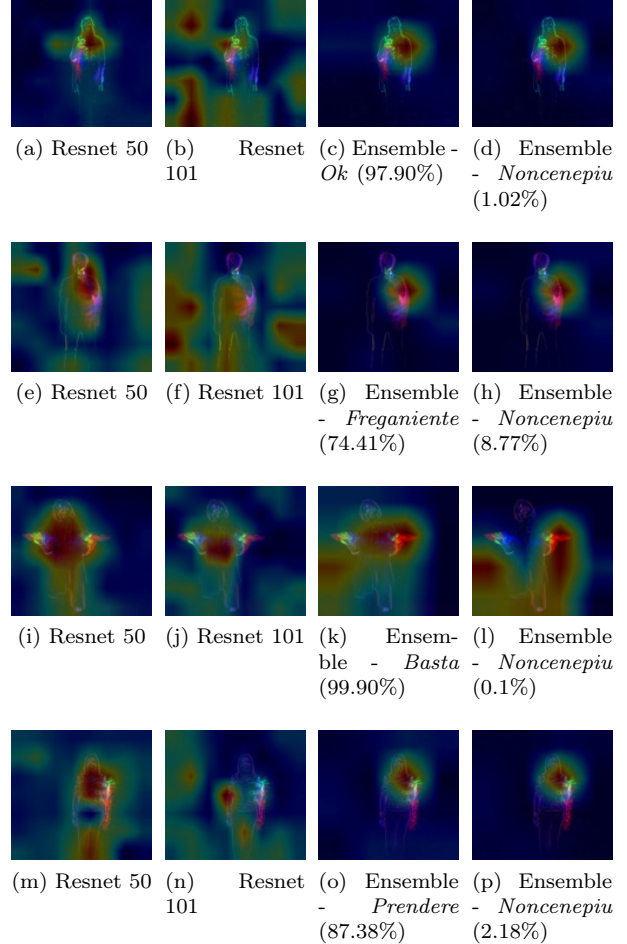 (a) Resnet 50
(b) Resnet
101
(c) Ensemble -
Ok (97.90%)
(d) Ensemble
- Noncenepiu
(1.02%)
(e) Resnet 50
(f) Resnet 101
(g) Ensemble
- Freganiente
(74.41%)
(h) Ensemble
- Noncenepiu
(8.77%)
(i) Resnet 50
(j) Resnet 101
(k) Ensem-
ble - Basta
(99.90%)
(l) Ensemble
- Noncenepiu
(0.1%)
(m) Resnet 50
(n) Resnet
101
(o) Ensemble
- Prendere
(87.38%)
(p) Ensemble
- Noncenepiu
(2.18%)